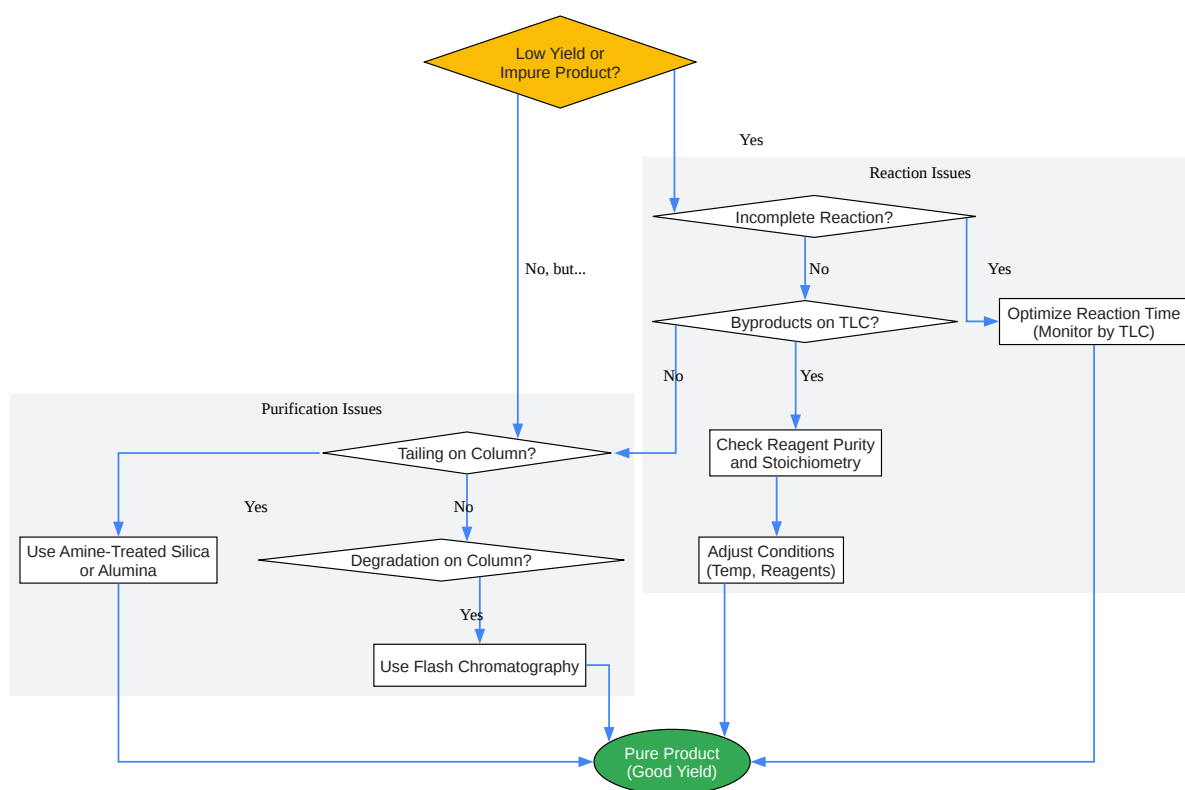 Low Yield or
Impure Product?
Yes
Reaction Issues
Incomplete Reaction?
No, but...
No
Yes
Optimize Reaction Time
(Monitor by TLC)
Byproducts on TLC?
No
Yes
Purification Issues
Tailing on Column?
Check Reagent Purity
and Stoichiometry
Yes
No
Use Amine-Treated Silica
or Alumina
Degradation on Column?
Adjust Conditions
(Temp, Reagents)
Yes
Use Flash Chromatography
Pure Product
(Good Yield)